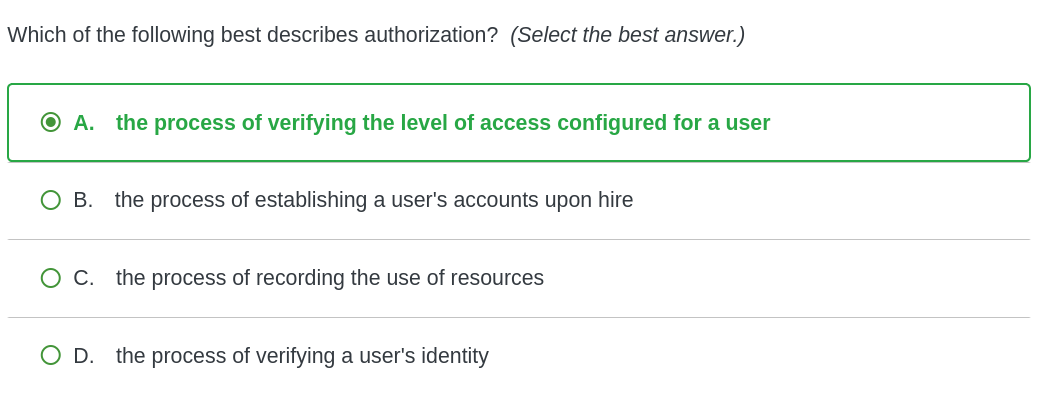 Which of the following best describes authorization? (Select the best answer.)
A. the process of verifying the level of access configured for a user
B. the process of establishing a user's accounts upon hire
C. the process of recording the use of resources
D. the process of verifying a user's identity